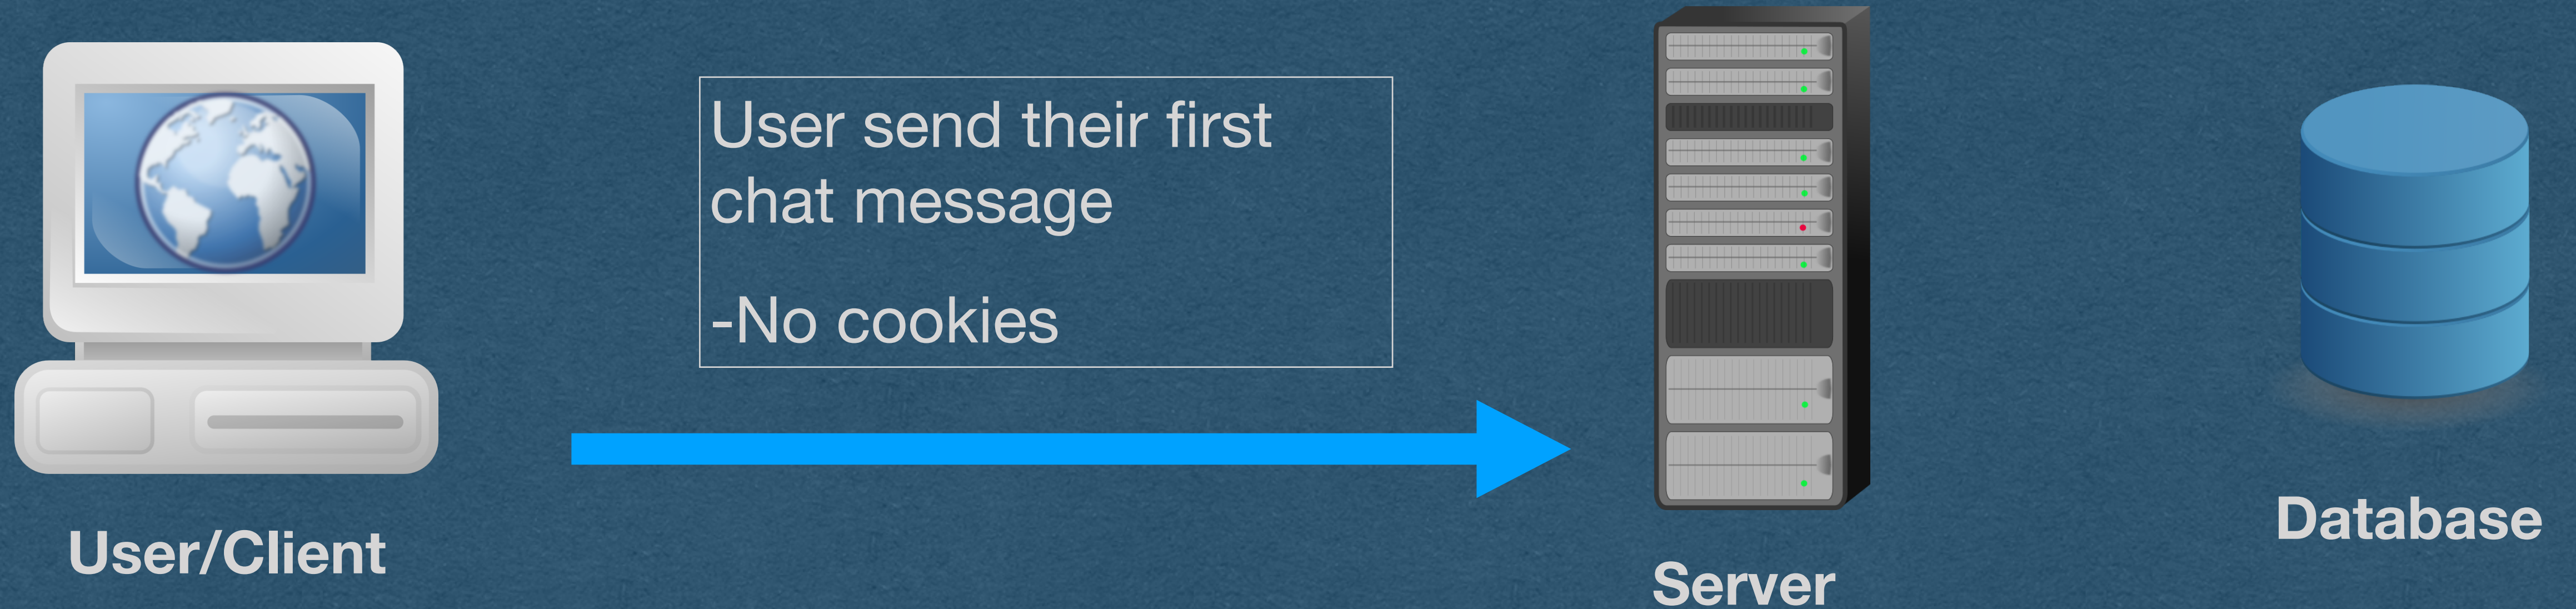 User send their first
chat message
-No cookies
User/Client
Server
Database